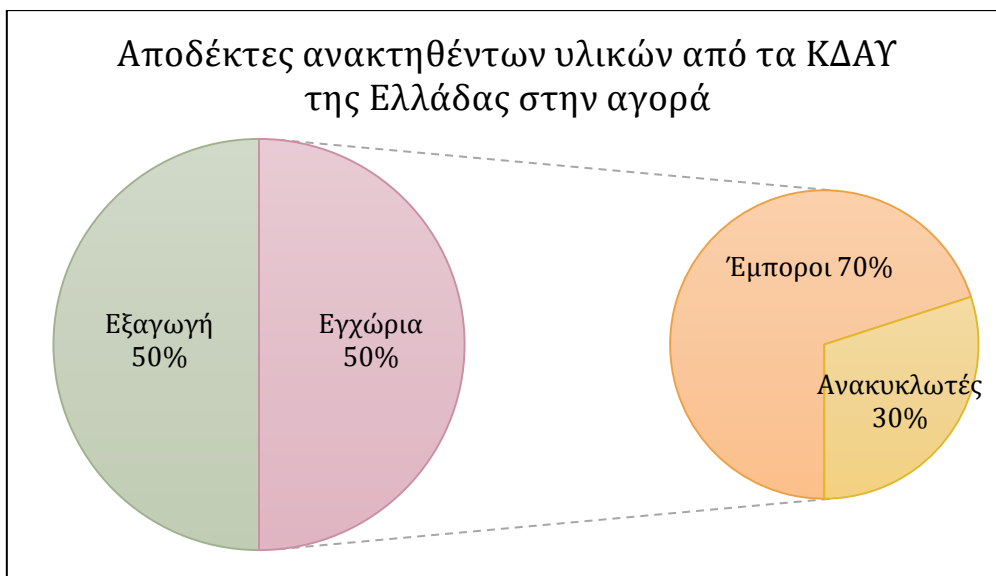 Αποδέκτες ανακτηθέντων υλικών από τα ΚΔΑΥ
της Ελλάδας στην αγορά
Εξαγωγή
50%
Εγχώρια
50%
Έμποροι 70%
Ανακυκλωτές
30%